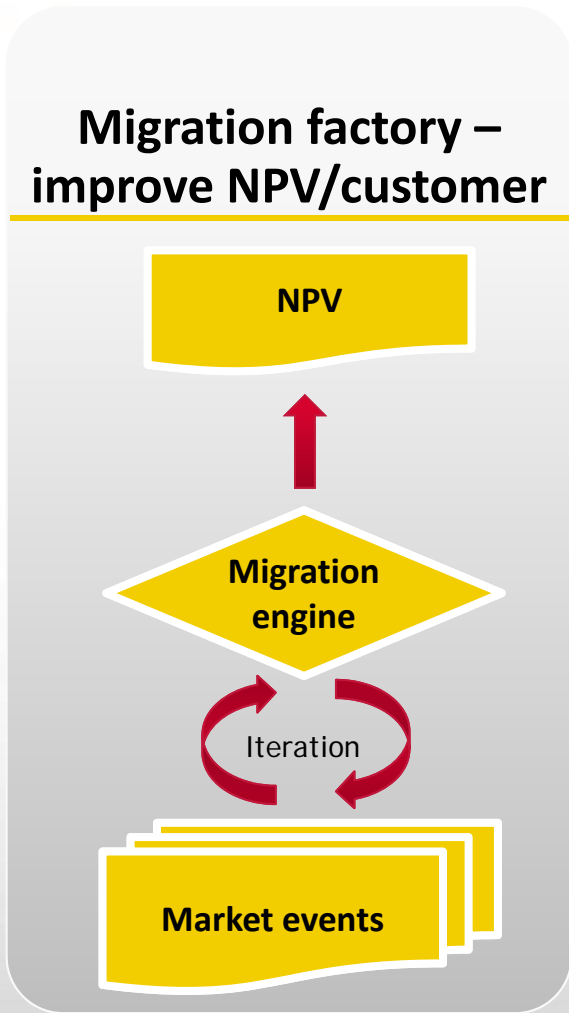 Migration factory –
improve NPV/customer
NPV
Migration
engine
Iteration
Market events